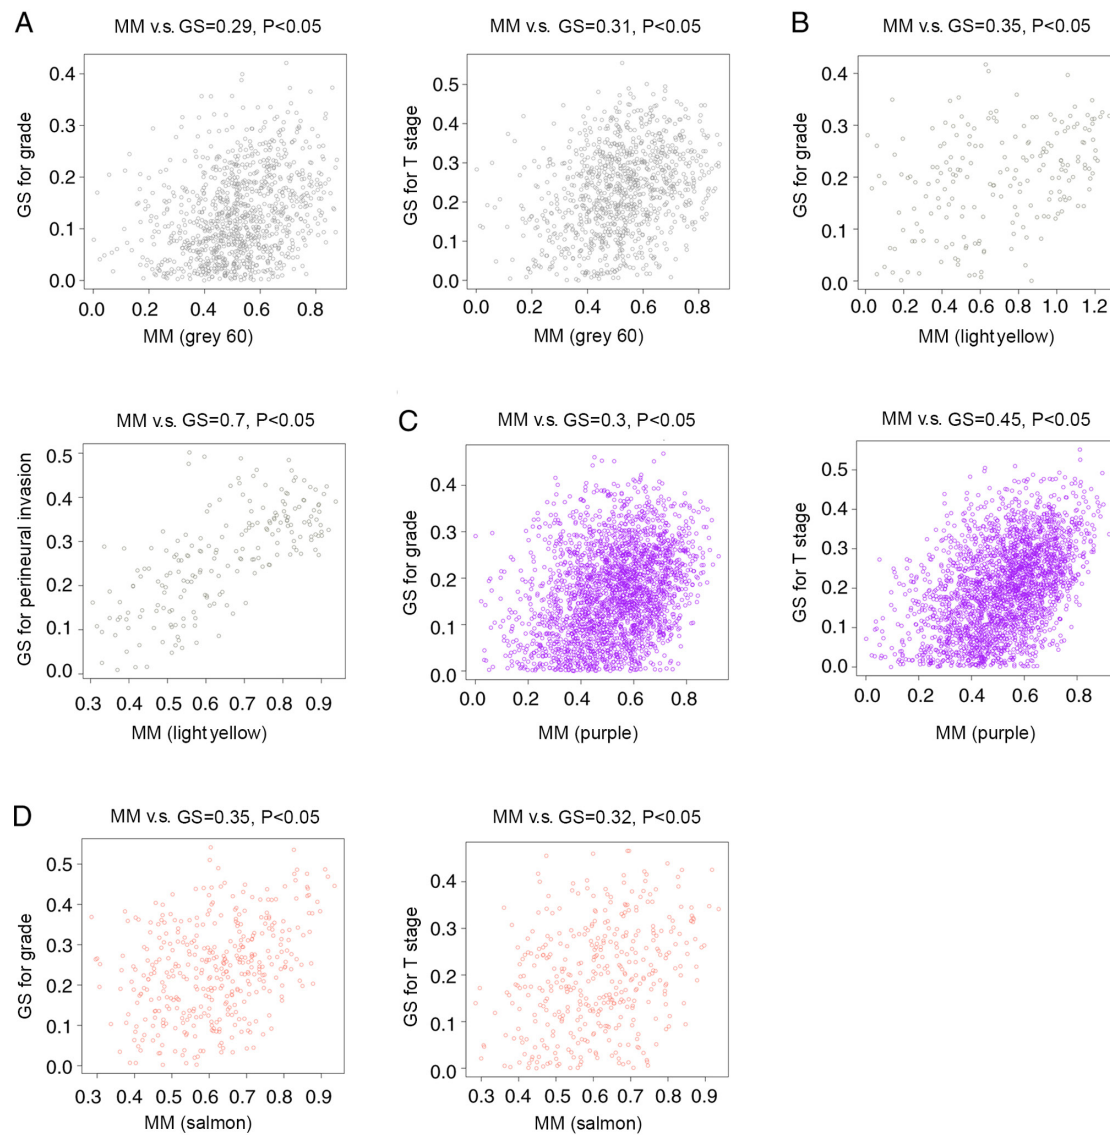 A
MM v.s. GS=0.29, P<0.05
GS for grade
0.4
0.3
0.2
0.1
0.0
0.0 0.2 0.4 0.6 0.8
MM (grey 60)
MM v.s. GS=0.31, P<0.05
GS for T stage
0.5
0.4
0.3
0.2
0.1
0.0
0.0 0.2 0.4 0.6 0.8
MM (grey 60)
B
MM v.s. GS=0.35, P<0.05
GS for grade
0.4
0.3
0.2
0.1
0.0
0.0 0.2 0.4 0.6 0.8 1.0 1.2
MM (lightyellow)
MM v.s. GS=0.7, P<0.05
GS for perineural invasion
0.5
0.4
0.3
0.2
0.1
0.0
0.3 0.4 0.5 0.6 0.7 0.8 0.9
MM (lightyellow)
C
MM v.s. GS=0.3, P<0.05
GS for grade
0.4
0.3
0.2
0.1
0.0
0.0 0.2 0.4 0.6 0.8
MM (purple)
MM v.s. GS=0.45, P<0.05
GS for T stage
0.5
0.4
0.3
0.2
0.1
0.0
0.0 0.2 0.4 0.6 0.8
MM (purple)
D
MM v.s. GS=0.35, P<0.05
GS for grade
0.5
0.4
0.3
0.2
0.1
0.0
0.3 0.4 0.5 0.6 0.7 0.8 0.9
MM (salmon)
MM v.s. GS=0.32, P<0.05
GS for T stage
0.4
0.3
0.2
0.1
0.0
0.3 0.4 0.5 0.6 0.7 0.8 0.9
MM (salmon)